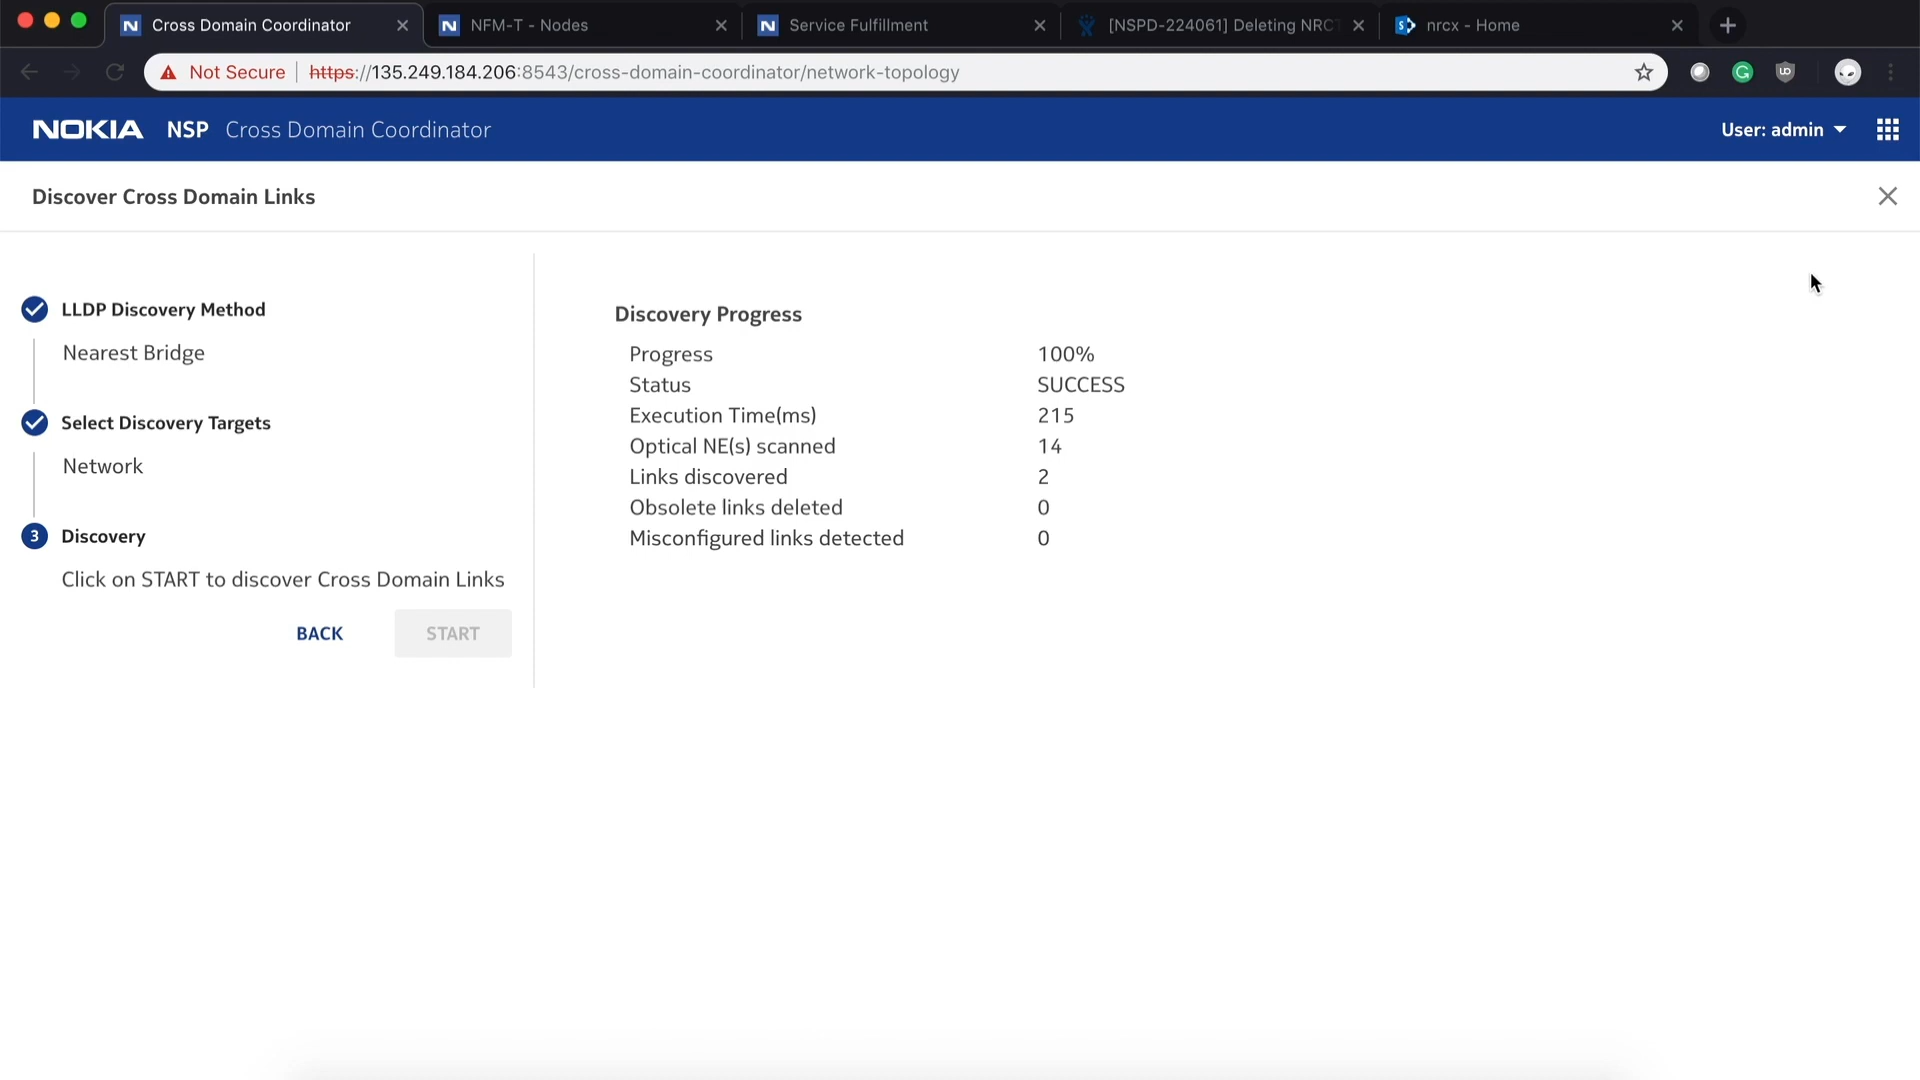 Cross Domain Coordinator
NFM-T - Nodes
Service Fulfillment
[NSPD-224061] Deleting NRCT
nrcx - Home
Not Secure
https://135.249.184.206:8543/cross-domain-coordinator/network-topology
NOKIA NSP Cross Domain Coordinator
User: admin
Discover Cross Domain Links
LLDP Discovery Method
Nearest Bridge
Select Discovery Targets
Network
3 Discovery
Click on START to discover Cross Domain Links
BACK START
Discovery Progress
Progress 100%
Status SUCCESS
Execution Time(ms) 215
Optical NE(s) scanned 14
Links discovered 2
Obsolete links deleted 0
Misconfigured links detected 0